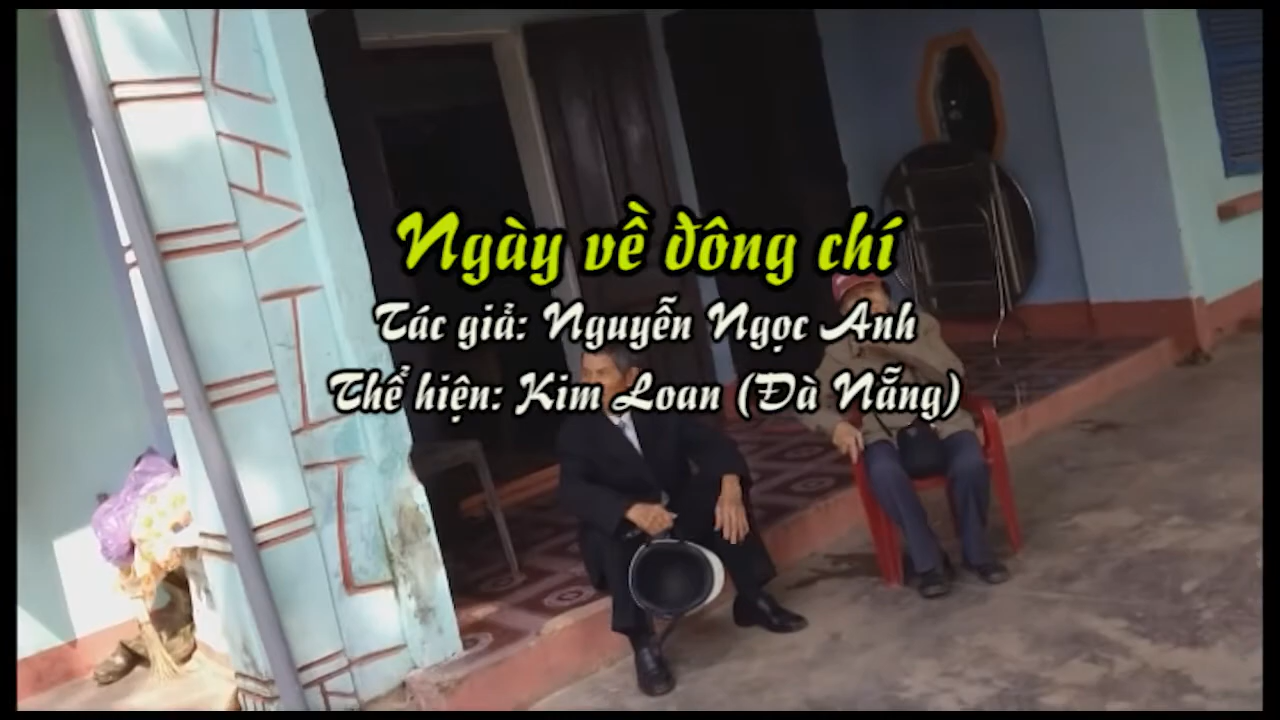 Ngày về đông chí
Tác giả: Nguyễn Ngọc Anh
Thể hiện: Kim Loan (Đà Nẵng)